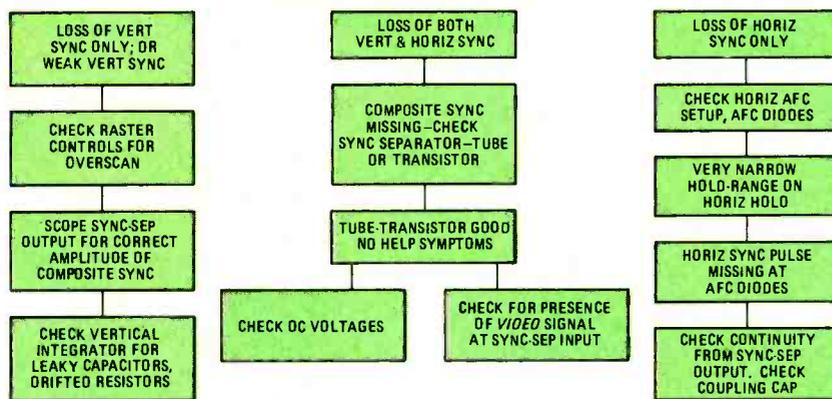 LOSS OF VERT
SYNC ONLY; OR
WEAK VERT SYNC
CHECK RASTER
CONTROLS FOR
OVERSCAN
SCOPE SYNC-SEP
OUTPUT FOR CORRECT
AMPLITUDE OF
COMPOSITE SYNC
CHECK VERTICAL
INTEGRATOR FOR
LEAKY CAPACITORS,
DRIFTED RESISTORS
LOSS OF BOTH
VERT & HORIZ SYNC
COMPOSITE SYNC
MISSING–CHECK
SYNC SEPARATOR–TUBE
OR TRANSISTOR
TUBE-TRANSISTOR GOOD
NO HELP SYMPTOMS
CHECK DC VOLTAGES
CHECK FOR PRESENCE
OF VIDEO SIGNAL
AT SYNC-SEP INPUT
LOSS OF HORIZ
SYNC ONLY
CHECK HORIZ AFC
SETUP, AFC DIODES
VERY NARROW
HOLD-RANGE ON
HORIZ HOLD
HORIZ SYNC PULSE
MISSING AT
AFC DIODES
CHECK CONTINUITY
FROM SYNC-SEP
OUTPUT. CHECK
COUPLING CAP